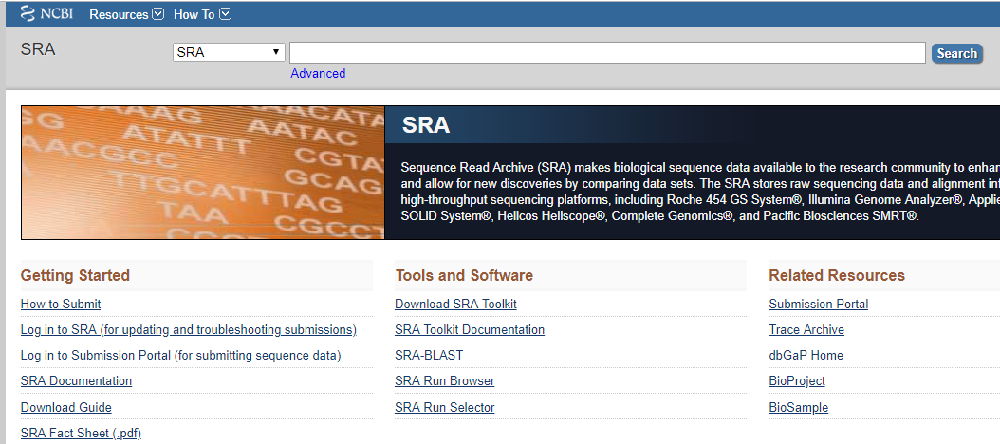 NCBI Resources How To
SRA
SRA
Search
Advanced
AAAG AACATA
GG ATATTT AATAC
AACGCC CGTA
TTGCATTTAG GCAG
TAA CGCCT
SRA
Sequence Read Archive (SRA) makes biological sequence data available to the research community to enhan
and allow for new discoveries by comparing data sets. The SRA stores raw sequencing data and alignment inf
high-throughput sequencing platforms, including Roche 454 GS System®, Illumina Genome Analyzer®, Applie
SOLiD System®, Helicos Heliscope®, Complete Genomics®, and Pacific Biosciences SMRT®.
Getting Started
How to Submit
Log in to SRA (for updating and troubleshooting submissions)
Log in to Submission Portal (for submitting sequence data)
SRA Documentation
Download Guide
SRA Fact Sheet (.pdf)
Tools and Software
Download SRA Toolkit
SRA Toolkit Documentation
SRA-BLAST
SRA Run Browser
SRA Run Selector
Related Resources
Submission Portal
Trace Archive
dbGaP Home
BioProject
BioSample